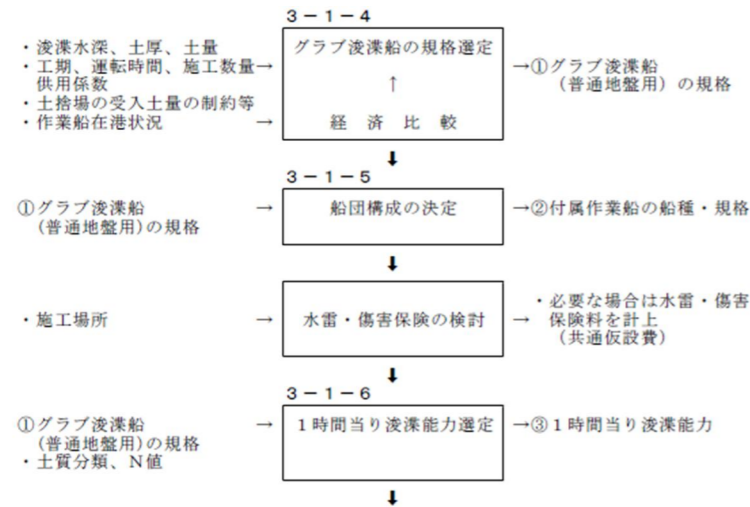 ３－１－４
・浚渫水深、土厚、土量
・工期、運転時間、施工数量→
供用係数
・土捨場の受入土量の制約等
・作業船在港状況 →
グラブ浚渫船の規格選定
↑
経 済 比 較
→①グラブ浚渫船
(普通地盤用) の規格
⬇
３－１－５
①グラブ浚渫船 →
(普通地盤用)の規格
船団構成の決定
→②付属作業船の船種・規格
⬇
・施工場所 →
水雷・傷害保険の検討
→ ・必要な場合は水雷・傷害
保険料を計上
(共通仮設費)
⬇
３－１－６
①グラブ浚渫船 →
(普通地盤用)の規格
・土質分類、Ｎ値
１時間当り浚渫能力選定
→③１時間当り浚渫能力
⬇